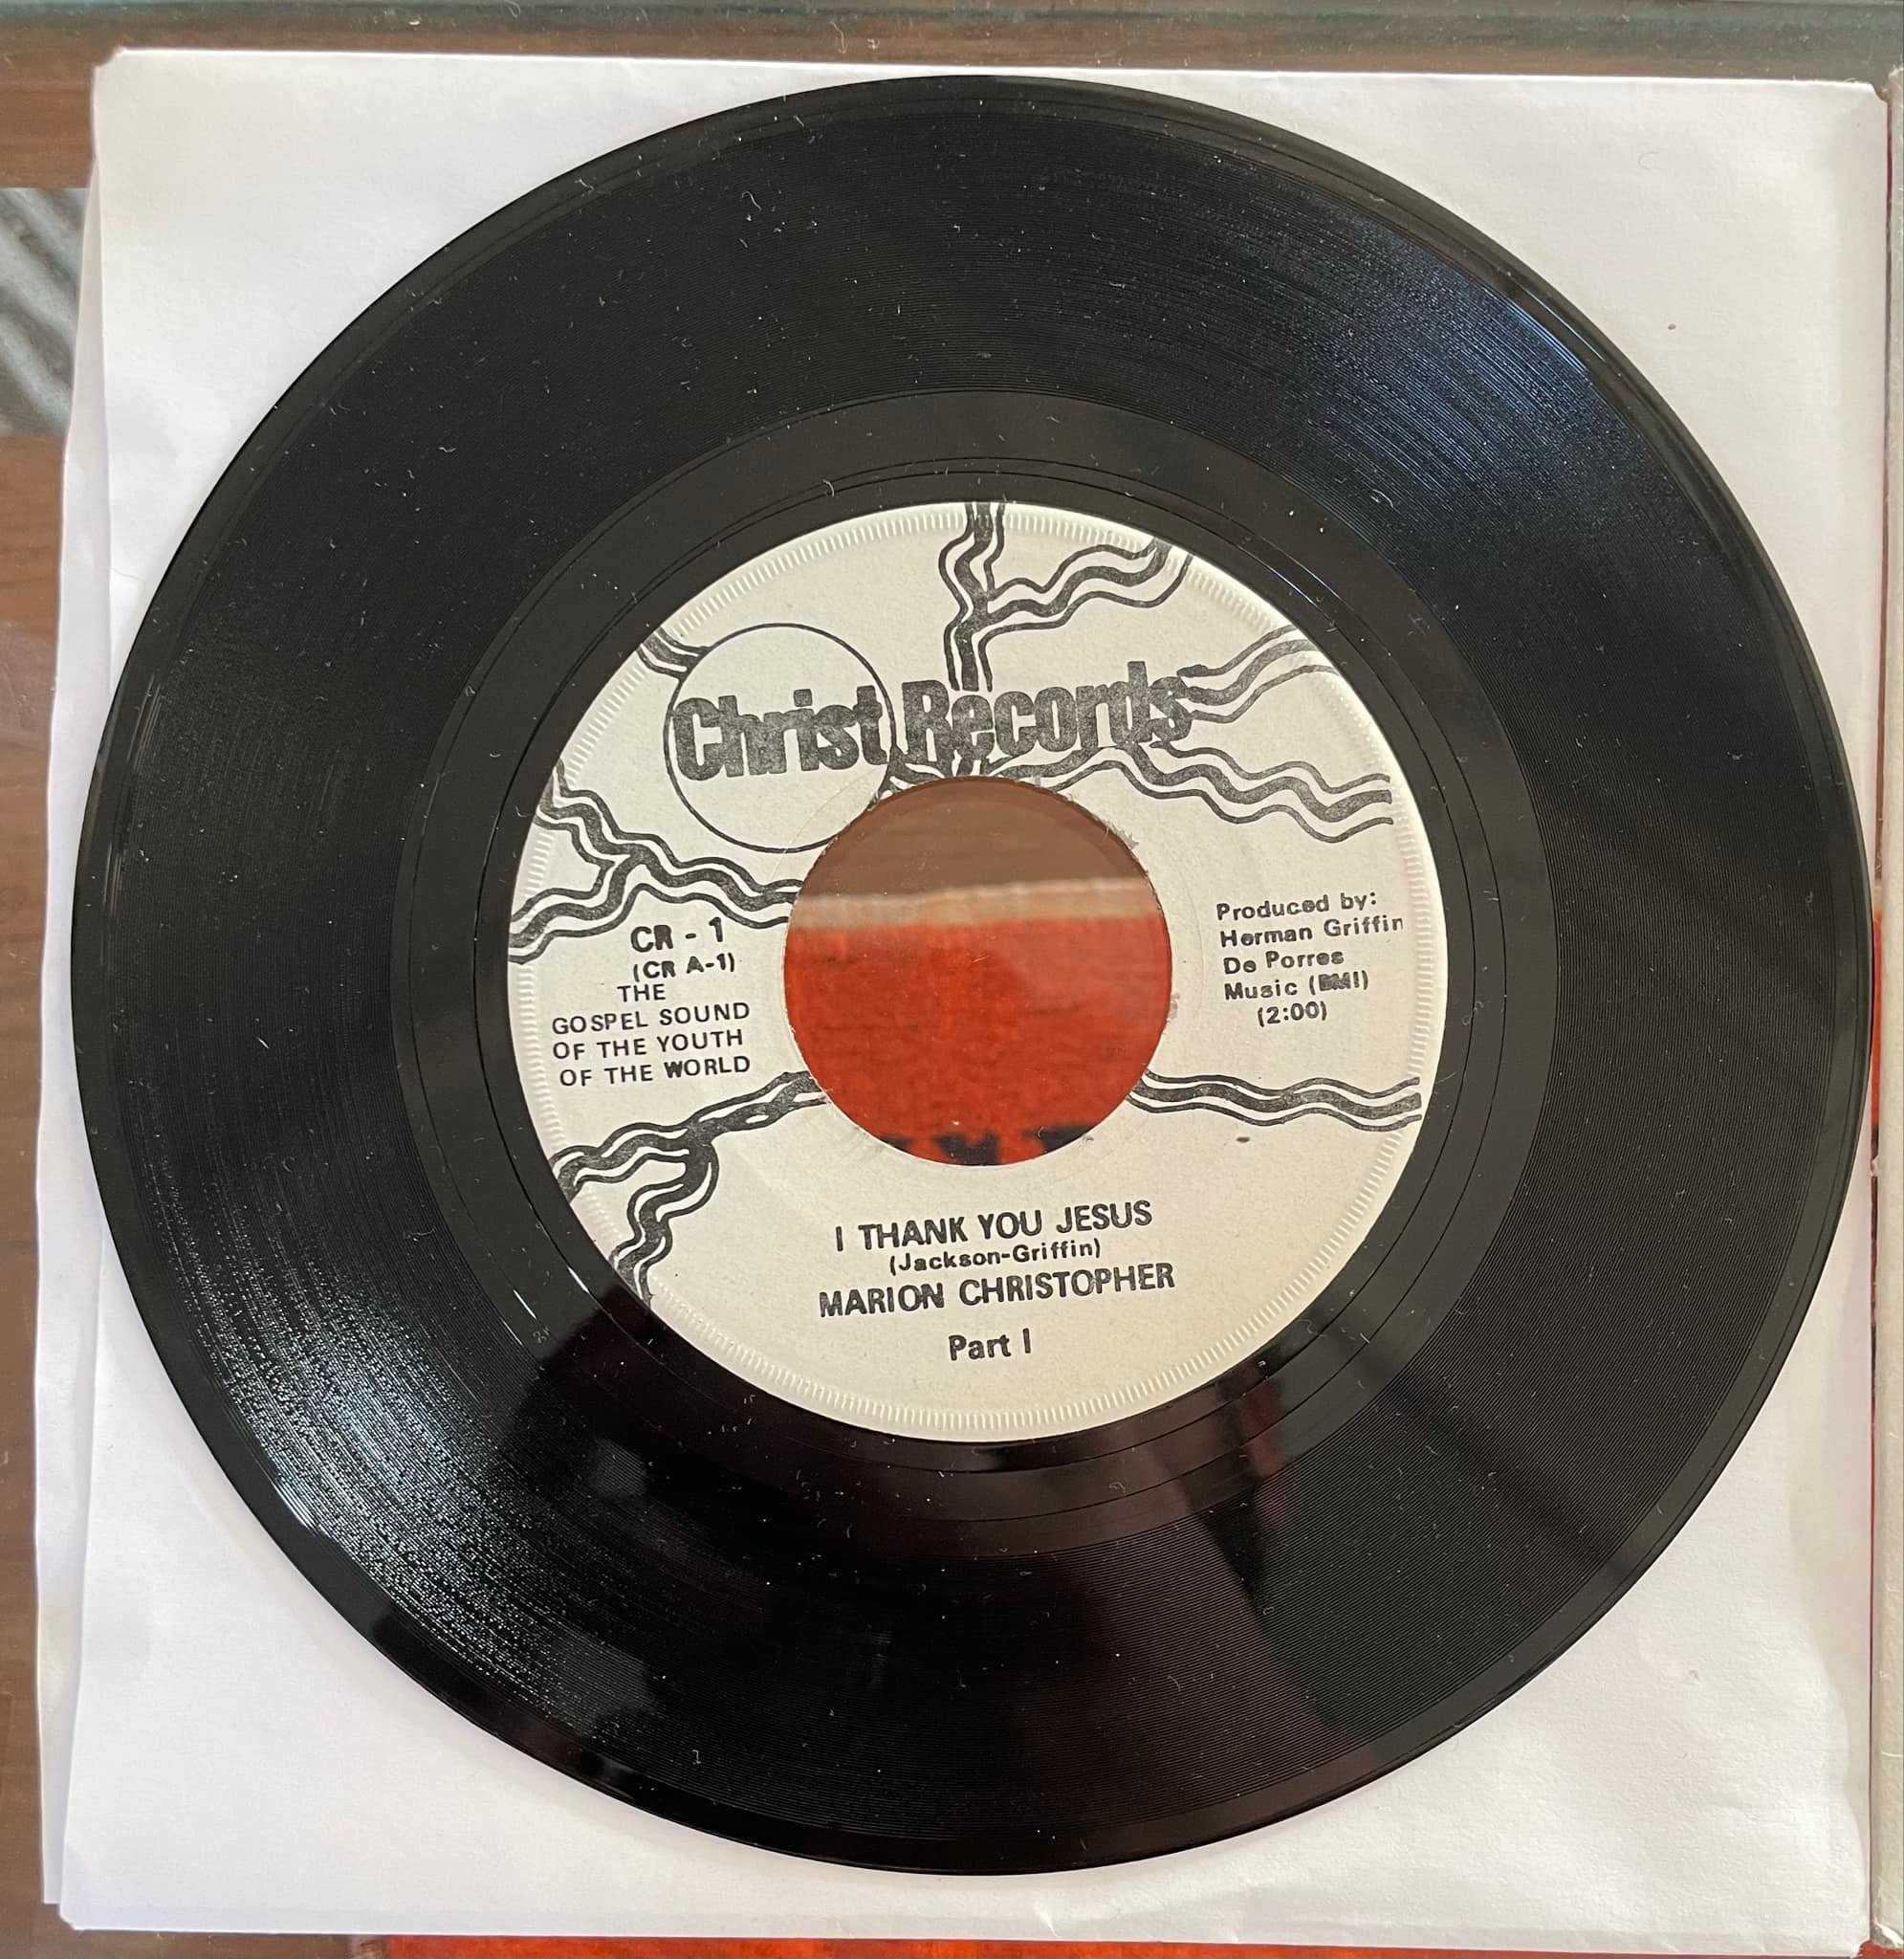 Christ Records
CR - 1
(CR A-1)
THE
GOSPEL SOUND
OF THE YOUTH
OF THE WORLD
Produced by:
Herman Griffin
De Porres
Music (BMI)
(2:00)
I THANK YOU JESUS
(Jackson-Griffin)
MARION CHRISTOPHER
Part I